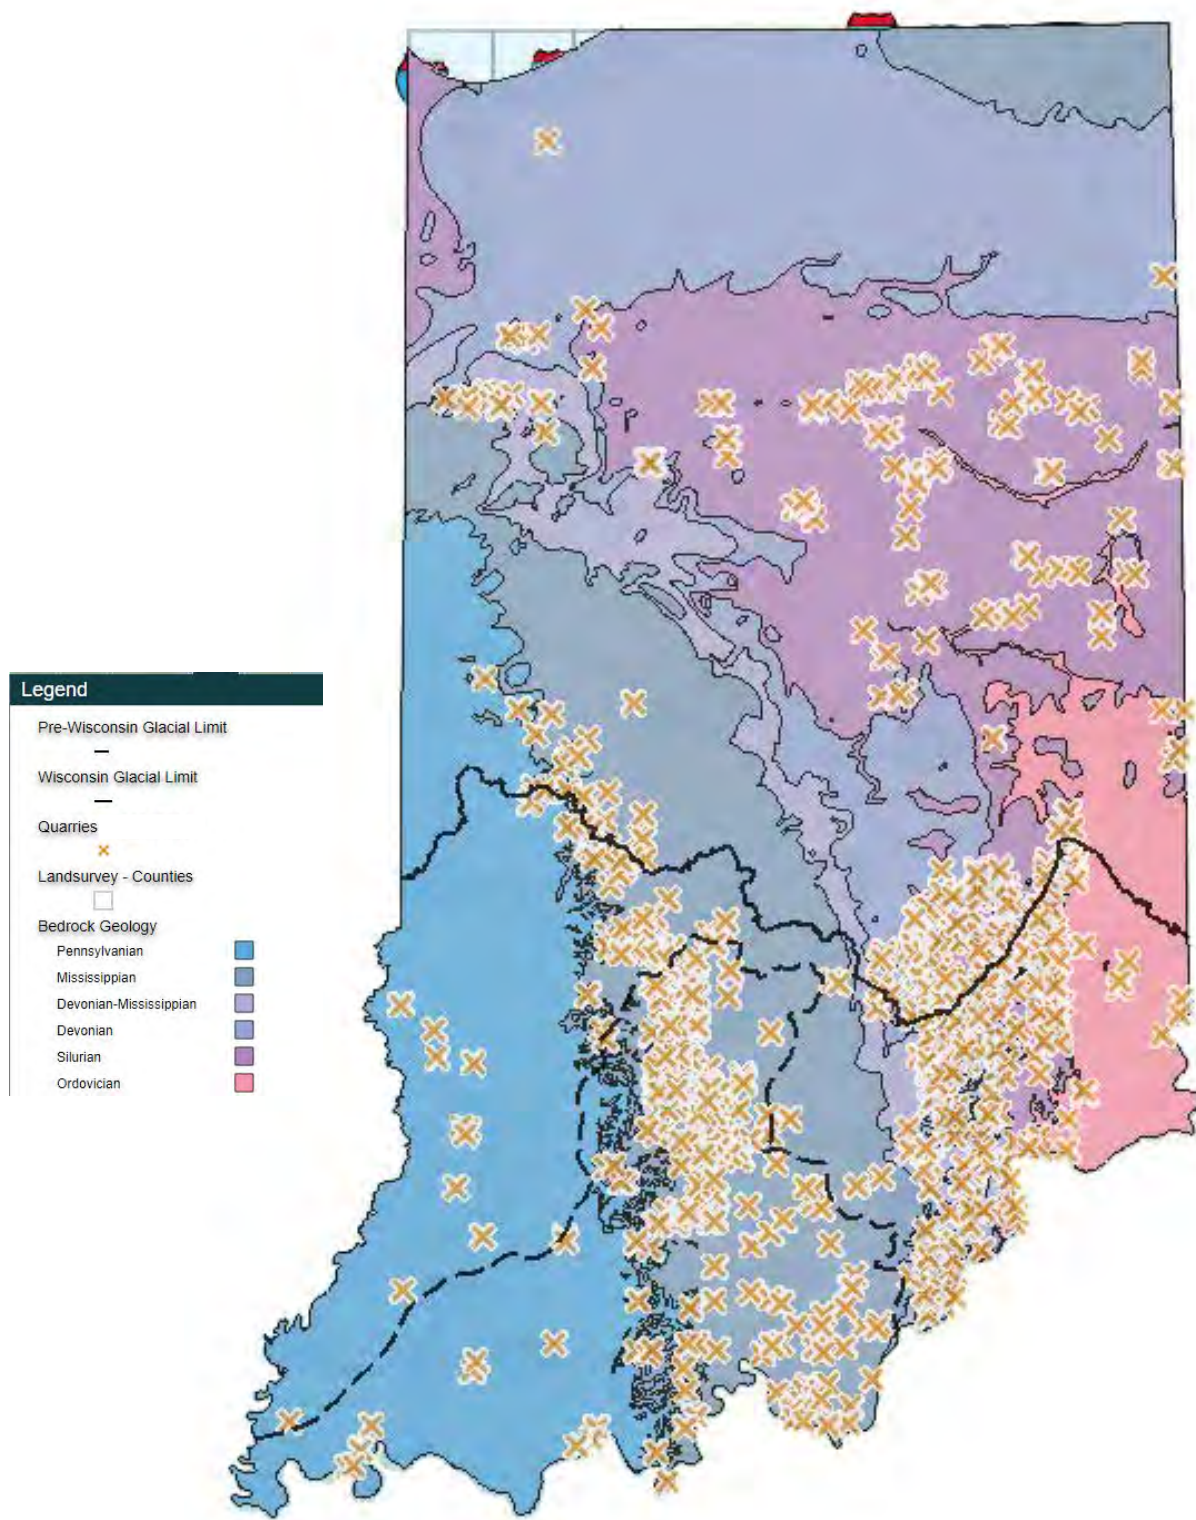 Legend
Pre-Wisconsin Glacial Limit
Wisconsin Glacial Limit
Quarries
Landsurvey - Counties
Bedrock Geology
Pennsylvanian
Mississippian
Devonian-Mississippian
Devonian
Silurian
Ordovician